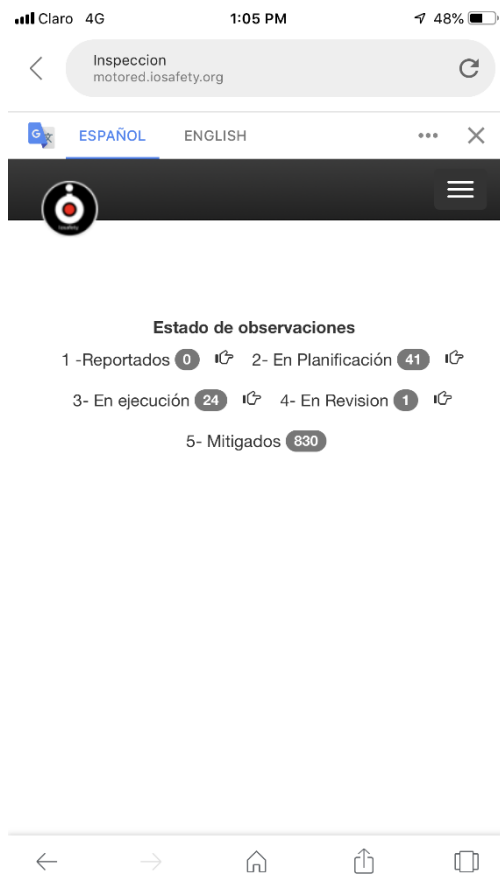 Claro 4G 1:05 PM 48%
Inspeccion
motored.iosafety.org
G ESPAÑOL ENGLISH
Estado de observaciones
1 -Reportados 0 2- En Planificación 41
3- En ejecución 24 4- En Revision 1
5- Mitigados 830